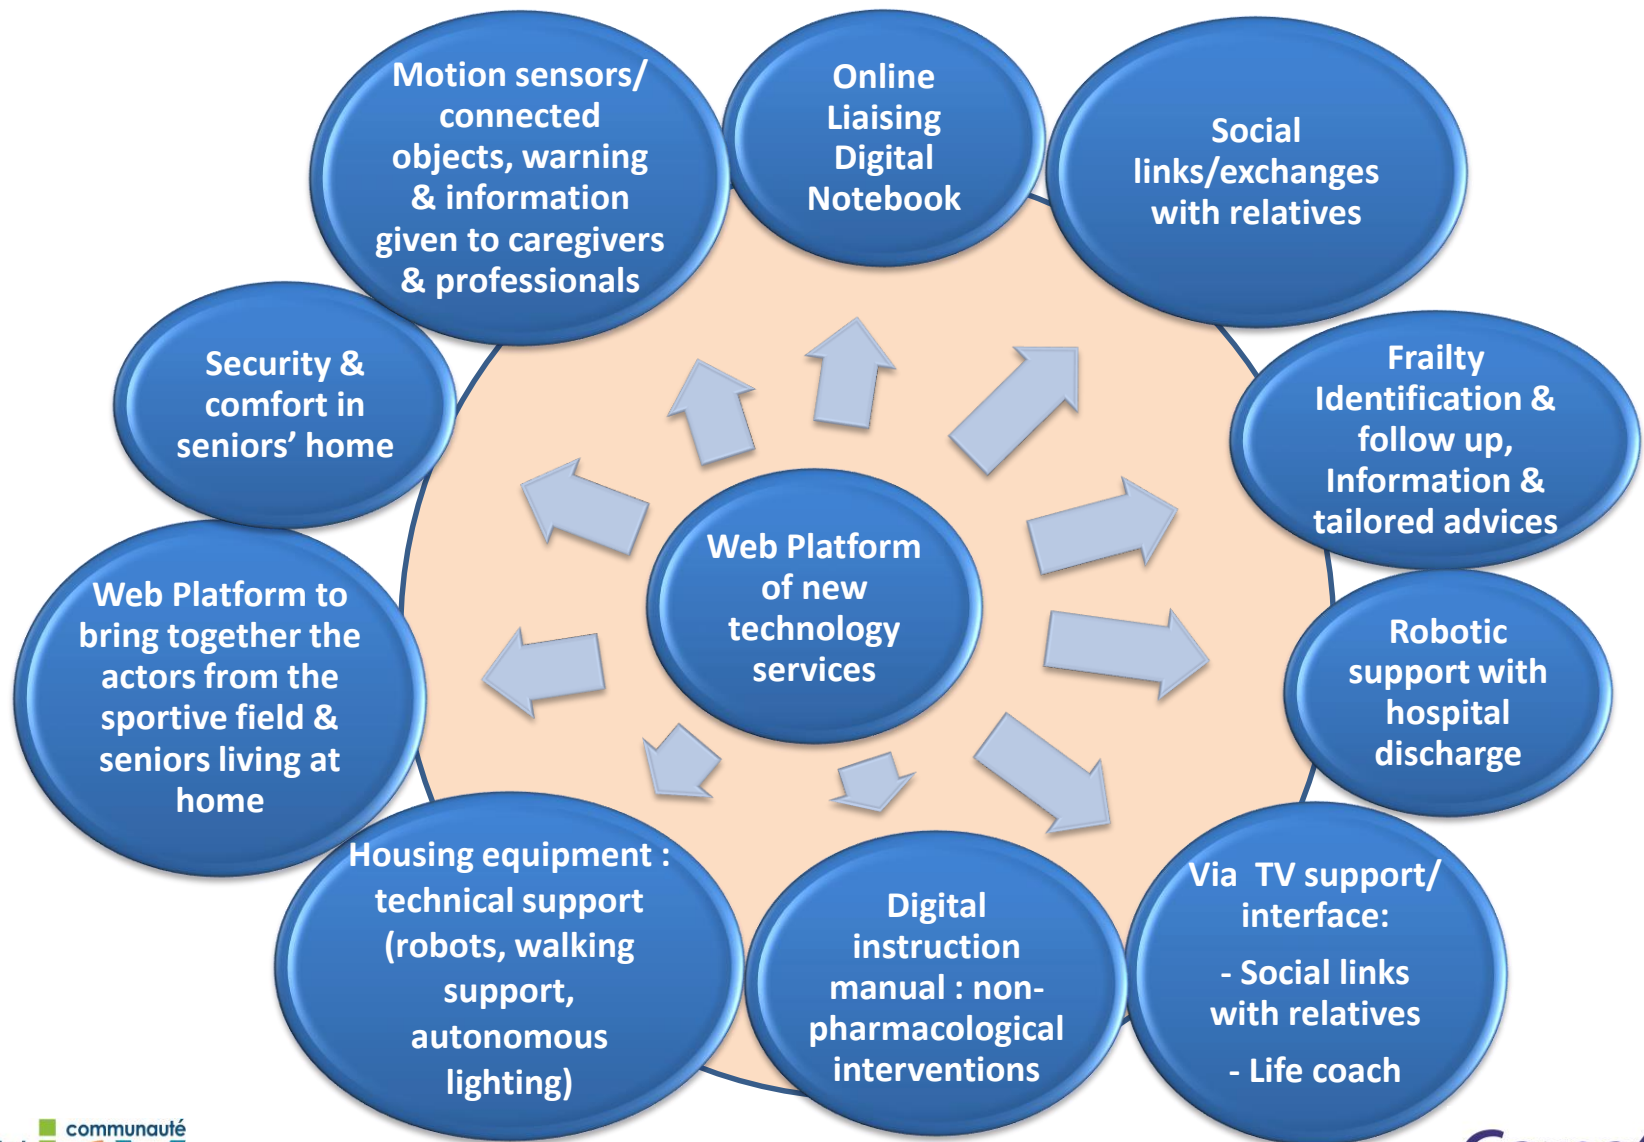 Motion sensors/
connected
objects, warning
& information
given to caregivers
& professionals
Online
Liaising
Digital
Notebook
Social
links/exchanges
with relatives
Security &
comfort in
seniors’ home
Frailty
Identification &
follow up,
Information &
tailored advices
Web Platform
of new
technology
services
Web Platform to
bring together the
actors from the
sportive field &
seniors living at
home
Robotic
support with
hospital
discharge
Housing equipment :
technical support
(robots, walking
support,
autonomous
lighting)
Digital
instruction
manual : non-
pharmacological
interventions
Via  TV support/
interface:
- Social links
with relatives
- Life coach
communauté